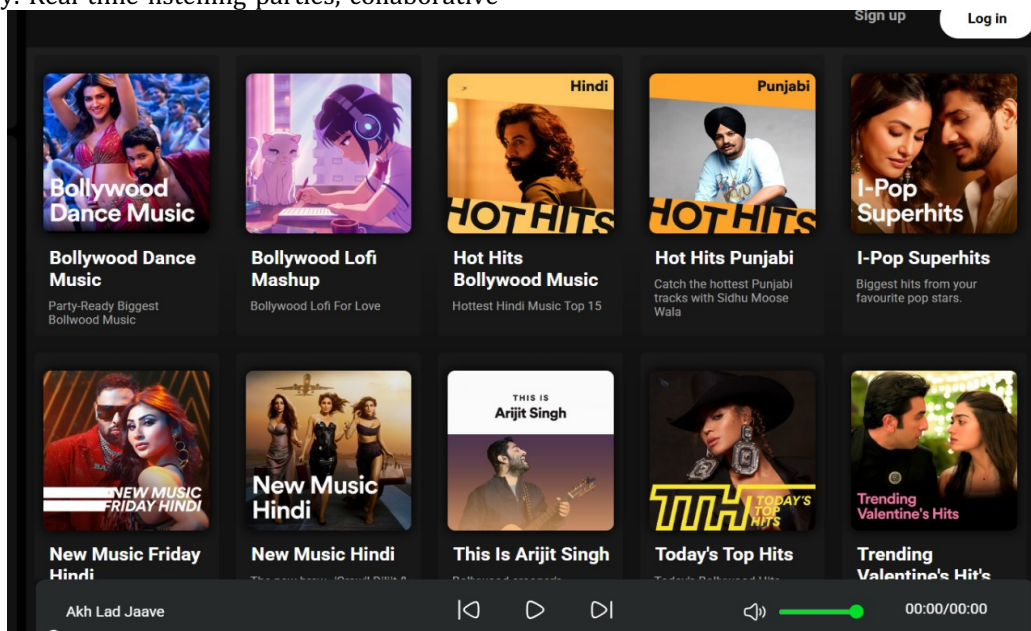 y. Real-time listening parties, collaborative
Sign up
Log in
Bollywood
Dance Music
Hindi
HOT HITS
Punjabi
HOT HITS
I-Pop
Superhits
Bollywood Dance
Music
Party-Ready Biggest
Bollwood Music
Bollywood Lofi
Mashup
Bollywood Lofi For Love
Hot Hits
Bollywood Music
Hottest Hindi Music Top 15
Hot Hits Punjabi
Catch the hottest Punjabi
tracks with Sidhu Moose
Wala
I-Pop Superhits
Biggest hits from your
favourite pop stars.
NEW MUSIC
FRIDAY HINDI
New Music
Hindi
THIS IS
Arijit Singh
TTH TODAY'S
TOP
HITS
Trending
Valentine's Hits
New Music Friday
Hindi
New Music Hindi
This Is Arijit Singh
Today's Top Hits
Trending
Valentine's Hit's
Akh Lad Jaave
00:00/00:00